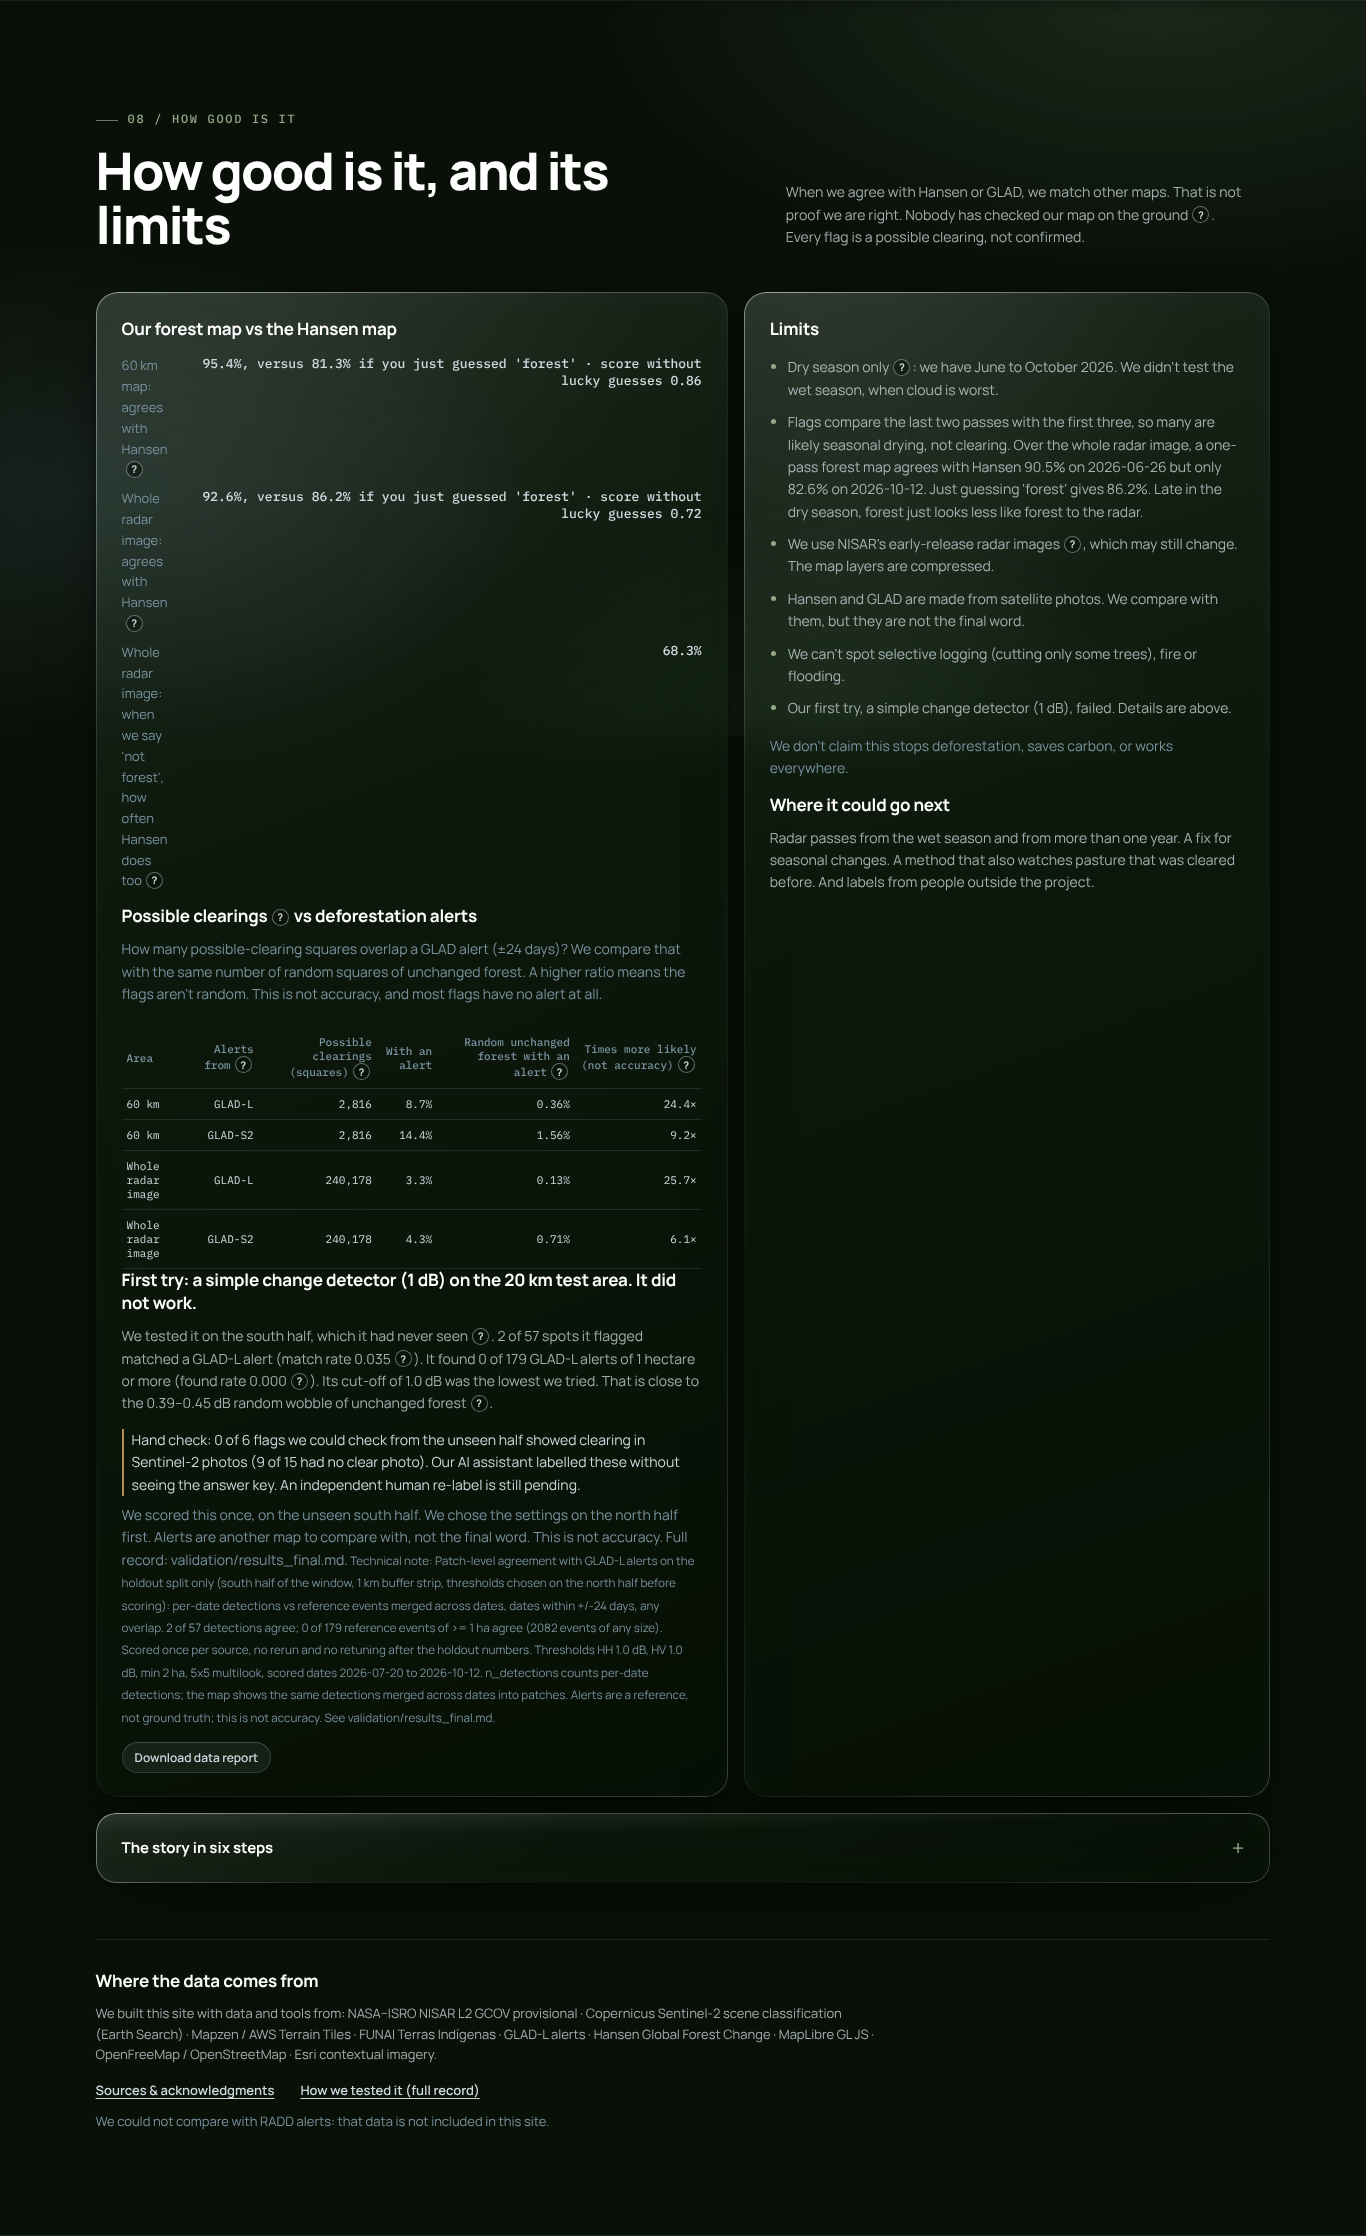 08 / HOW GOOD IS IT
How good is it, and its
limits
When we agree with Hansen or GLAD, we match other maps. That is not
proof we are right. Nobody has checked our map on the ground ? .
Every flag is a possible clearing, not confirmed.
Our forest map vs the Hansen map
60 km
map:
agrees
with
Hansen
?
95.4%, versus 81.3% if you just guessed 'forest' · score without
lucky guesses 0.86
Whole
radar
image:
agrees
with
Hansen
?
92.6%, versus 86.2% if you just guessed 'forest' · score without
lucky guesses 0.72
Whole
radar
image:
when
we say
'not
forest',
how
often
Hansen
does
too ?
68.3%
Possible clearings ? vs deforestation alerts
How many possible-clearing squares overlap a GLAD alert (±24 days)? We compare that
with the same number of random squares of unchanged forest. A higher ratio means the
flags aren't random. This is not accuracy, and most flags have no alert at all.
Area
Alerts
from ?
Possible
clearings
(squares) ?
With an
alert
Random unchanged
forest with an
alert ?
Times more likely
(not accuracy) ?
60 km GLAD-L 2,816 8.7% 0.36% 24.4×
60 km GLAD-S2 2,816 14.4% 1.56% 9.2×
Whole
radar
image
GLAD-L 240,178 3.3% 0.13% 25.7×
Whole
radar
image
GLAD-S2 240,178 4.3% 0.71% 6.1×
First try: a simple change detector (1 dB) on the 20 km test area. It did
not work.
We tested it on the south half, which it had never seen ? . 2 of 57 spots it flagged
matched a GLAD-L alert (match rate 0.035 ? ). It found 0 of 179 GLAD-L alerts of 1 hectare
or more (found rate 0.000 ? ). Its cut-off of 1.0 dB was the lowest we tried. That is close to
the 0.39–0.45 dB random wobble of unchanged forest ? .
Hand check: 0 of 6 flags we could check from the unseen half showed clearing in
Sentinel-2 photos (9 of 15 had no clear photo). Our AI assistant labelled these without
seeing the answer key. An independent human re-label is still pending.
We scored this once, on the unseen south half. We chose the settings on the north half
first. Alerts are another map to compare with, not the final word. This is not accuracy. Full
record: validation/results_final.md. Technical note: Patch-level agreement with GLAD-L alerts on the
holdout split only (south half of the window, 1 km buffer strip, thresholds chosen on the north half before
scoring): per-date detections vs reference events merged across dates, dates within +/-24 days, any
overlap. 2 of 57 detections agree; 0 of 179 reference events of >= 1 ha agree (2082 events of any size).
Scored once per source, no rerun and no retuning after the holdout numbers. Thresholds HH 1.0 dB, HV 1.0
dB, min 2 ha, 5x5 multilook, scored dates 2026-07-20 to 2026-10-12. n_detections counts per-date
detections; the map shows the same detections merged across dates into patches. Alerts are a reference,
not ground truth; this is not accuracy. See validation/results_final.md.
Download data report
Limits
Dry season only ? : we have June to October 2026. We didn't test the
wet season, when cloud is worst.
Flags compare the last two passes with the first three, so many are
likely seasonal drying, not clearing. Over the whole radar image, a one-
pass forest map agrees with Hansen 90.5% on 2026-06-26 but only
82.6% on 2026-10-12. Just guessing 'forest' gives 86.2%. Late in the
dry season, forest just looks less like forest to the radar.
We use NISAR's early-release radar images ? , which may still change.
The map layers are compressed.
Hansen and GLAD are made from satellite photos. We compare with
them, but they are not the final word.
We can't spot selective logging (cutting only some trees), fire or
flooding.
Our first try, a simple change detector (1 dB), failed. Details are above.
We don't claim this stops deforestation, saves carbon, or works
everywhere.
Where it could go next
Radar passes from the wet season and from more than one year. A fix for
seasonal changes. A method that also watches pasture that was cleared
before. And labels from people outside the project.
The story in six steps +
Where the data comes from
We built this site with data and tools from: NASA–ISRO NISAR L2 GCOV provisional · Copernicus Sentinel-2 scene classification
(Earth Search) · Mapzen / AWS Terrain Tiles · FUNAI Terras Indígenas · GLAD-L alerts · Hansen Global Forest Change · MapLibre GL JS ·
OpenFreeMap / OpenStreetMap · Esri contextual imagery.
Sources & acknowledgments How we tested it (full record)
We could not compare with RADD alerts: that data is not included in this site.